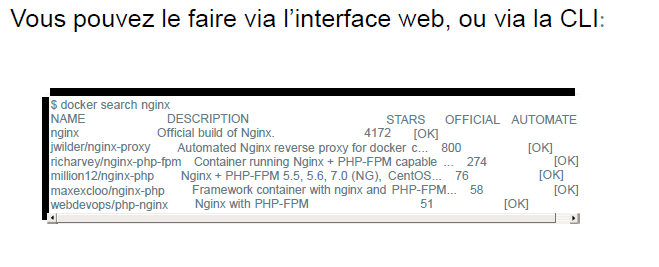 Vous pouvez le faire via l’interface web, ou via la CLI:
$ docker search nginx
NAME DESCRIPTION STARS OFFICIAL AUTOMATE
nginx Official build of Nginx. 4172 [OK]
jwilder/nginx-proxy Automated Nginx reverse proxy for docker c... 800 [OK]
richarvey/nginx-php-fpm Container running Nginx + PHP-FPM capable ... 274 [OK]
million12/nginx-php Nginx + PHP-FPM 5.5, 5.6, 7.0 (NG), CentOS... 76 [OK]
maxexcloo/nginx-php Framework container with nginx and PHP-FPM... 58 [OK]
webdevops/php-nginx Nginx with PHP-FPM 51 [OK]